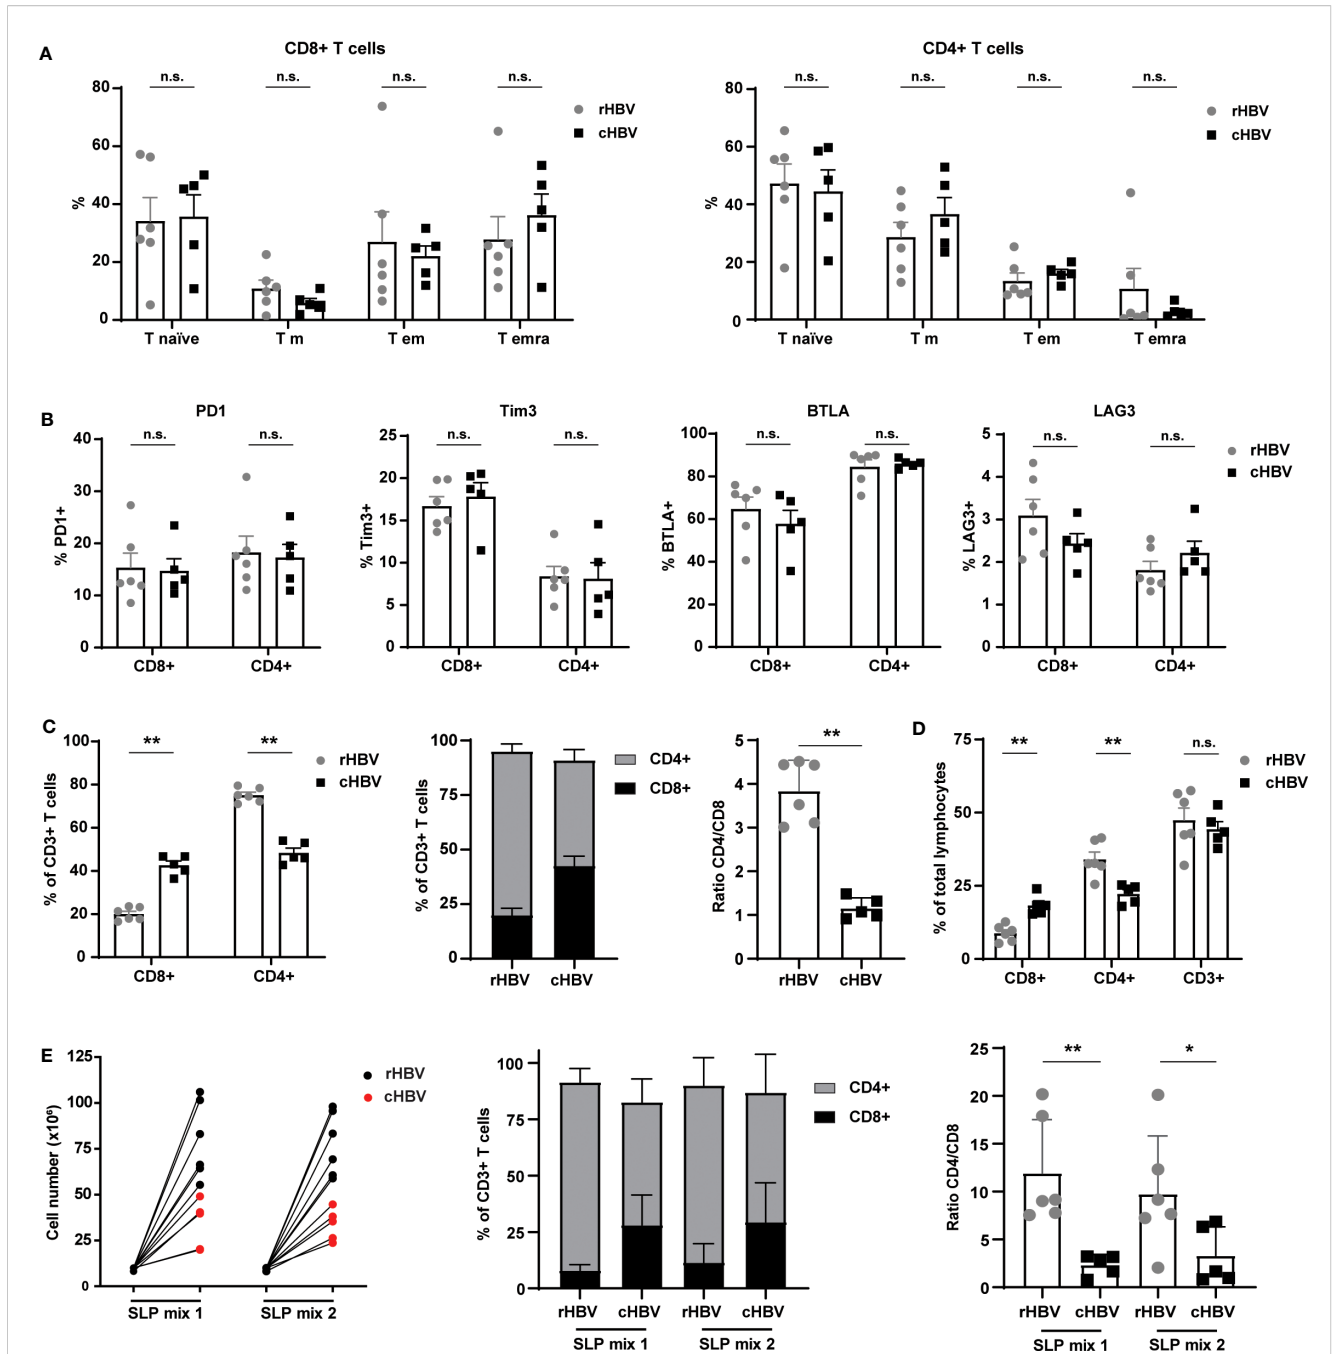 A
CD8+ T cells
CD4+ T cells
n.s. n.s. n.s. n.s.
n.s. n.s. n.s. n.s.
rHBV
cHBV
rHBV
cHBV
80
60
40
20
0
%
80
60
40
20
0
%
T naïve T m T em T emra
T naïve T m T em T emra
B
PD1
Tim3
BTLA
LAG3
n.s. n.s.
n.s. n.s.
n.s. n.s.
n.s. n.s.
rHBV
cHBV
% PD1+
40
30
20
10
0
% Tim3+
25
20
15
10
5
0
% BTLA+
100
80
60
40
20
0
% LAG3+
5
4
3
2
1
0
CD8+ CD4+
CD8+ CD4+
CD8+ CD4+
CD8+ CD4+
C
** **
rHBV
cHBV
% of CD3+ T cells
100
80
60
40
20
0
CD8+ CD4+
% of CD3+ T cells
100
75
50
25
0
CD4+
CD8+
rHBV cHBV
**
Ratio CD4/CD8
5
4
3
2
1
0
rHBV cHBV
D
** ** n.s.
rHBV
cHBV
% of total lymphocytes
75
50
25
0
CD8+ CD4+ CD3+
E
rHBV
cHBV
Cell number (x10⁶)
125
100
75
50
25
0
SLP mix 1 SLP mix 2
% of CD3+ T cells
100
75
50
25
0
CD4+
CD8+
rHBV cHBV rHBV cHBV
SLP mix 1 SLP mix 2
** *
Ratio CD4/CD8
25
20
15
10
5
0
rHBV cHBV rHBV cHBV
SLP mix 1 SLP mix 2